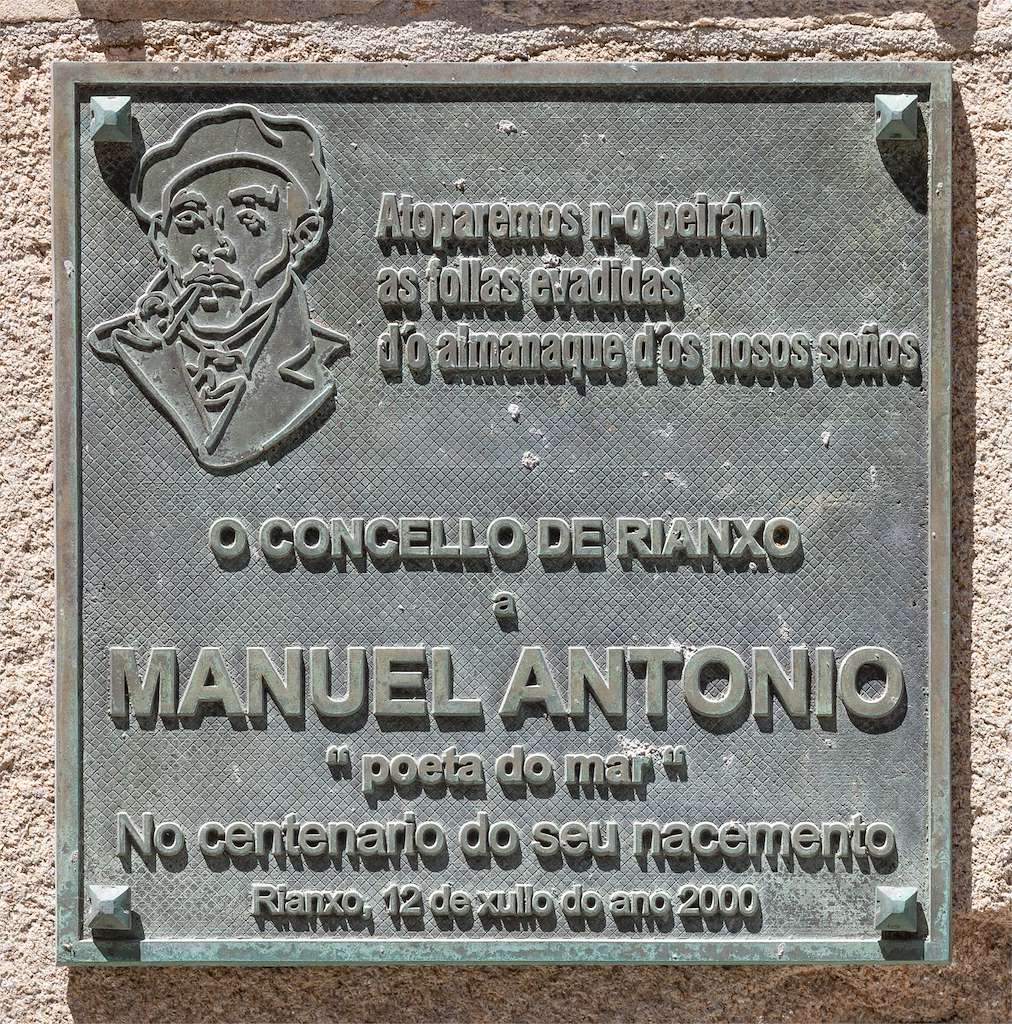 Atoparemos n-o peirán
as follas evadidas
d'ó almanaque d'os nosos soños
O CONCELLO DE RIANXO
a
MANUEL ANTONIO
“ poeta do mar “
No centenario do seu nacemento
Rianxo, 12 de xullo do ano 2000